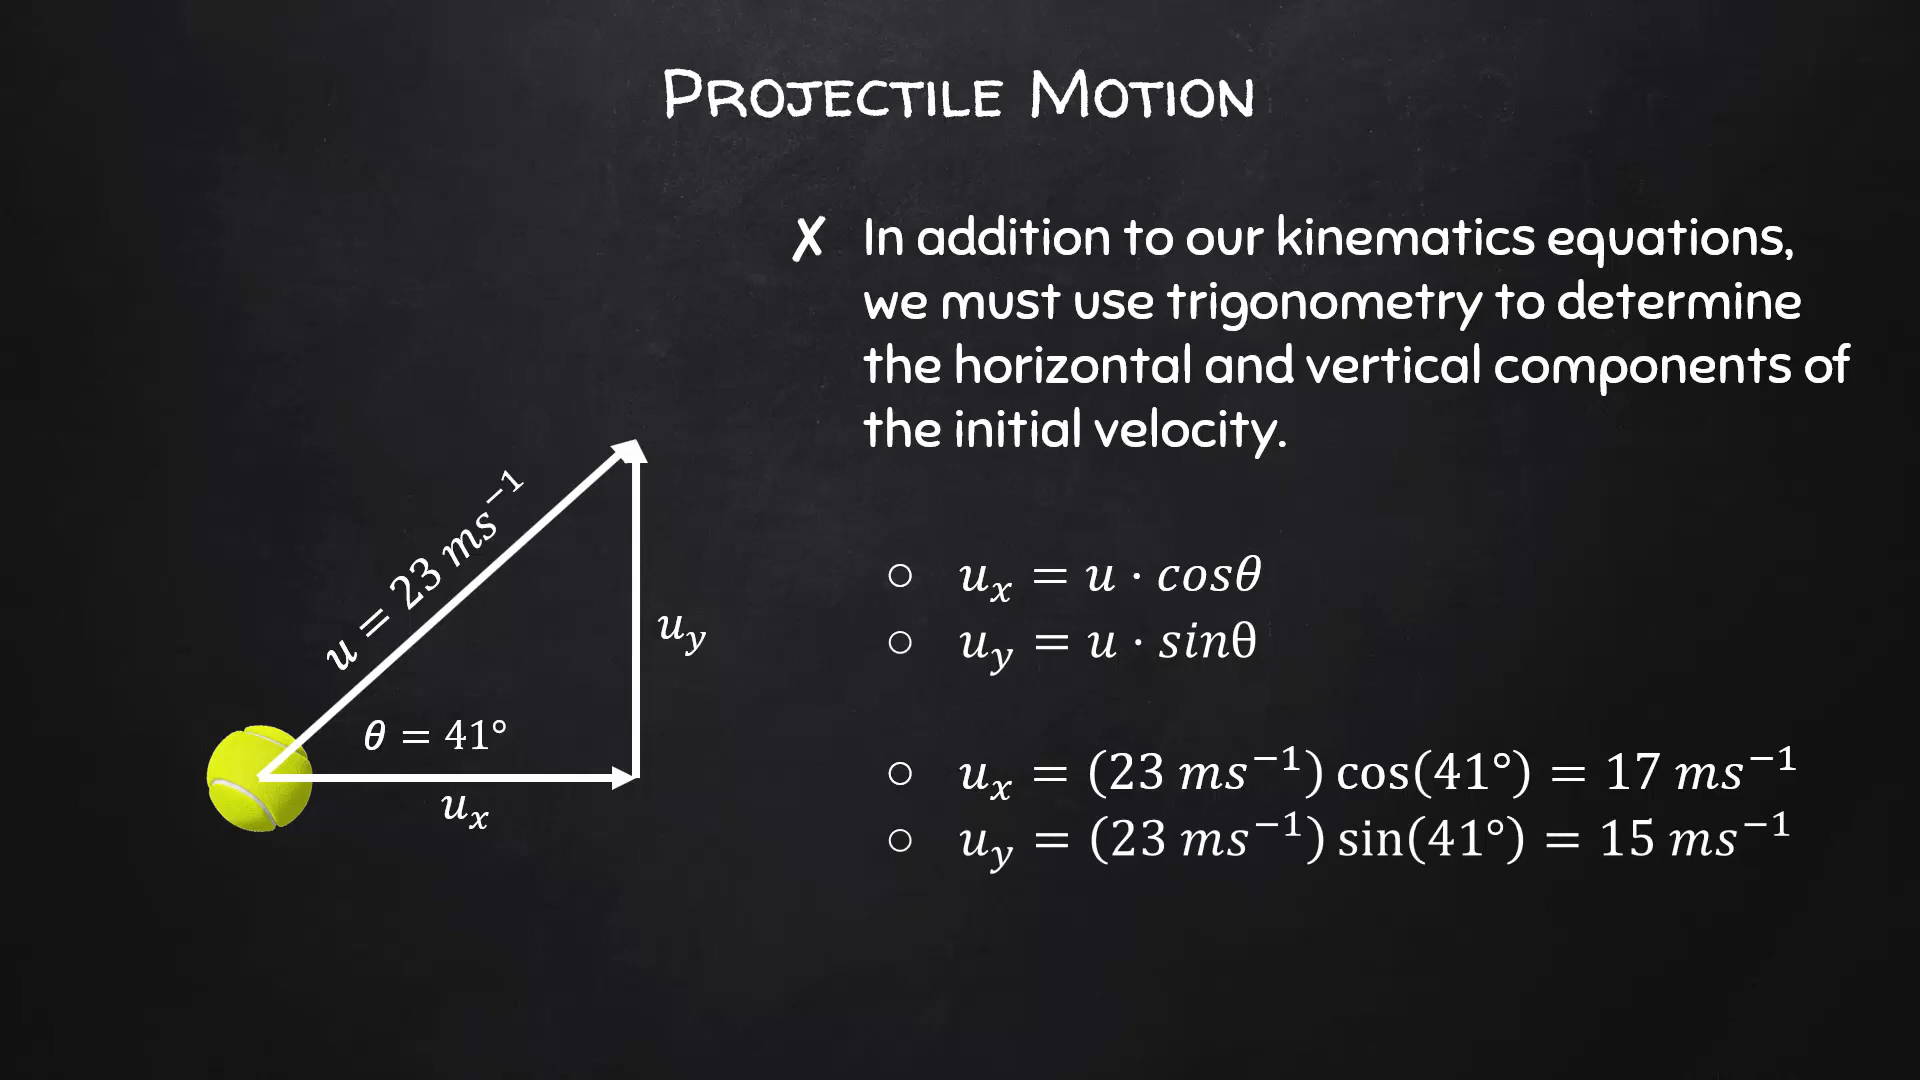 PROJECTILE MOTION
✗ In addition to our kinematics equations,
we must use trigonometry to determine
the horizontal and vertical components of
the initial velocity.
u = 23 ms⁻¹
u_y
θ = 41°
u_x
○ u_x = u · cosθ
○ u_y = u · sinθ
○ u_x = (23 ms⁻¹) cos(41°) = 17 ms⁻¹
○ u_y = (23 ms⁻¹) sin(41°) = 15 ms⁻¹